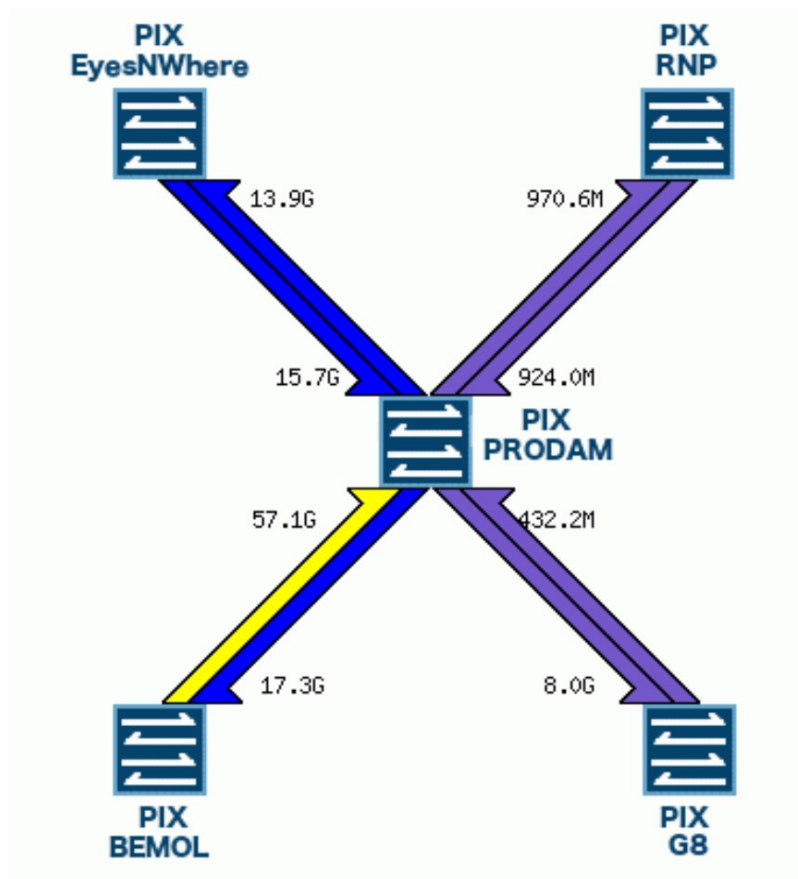 PIX
EyesNWhere
PIX
RNP
13.9G
970.6M
15.7G
924.0M
PIX
PRODAM
57.1G
432.2M
17.3G
8.0G
PIX
BEMOL
PIX
G8